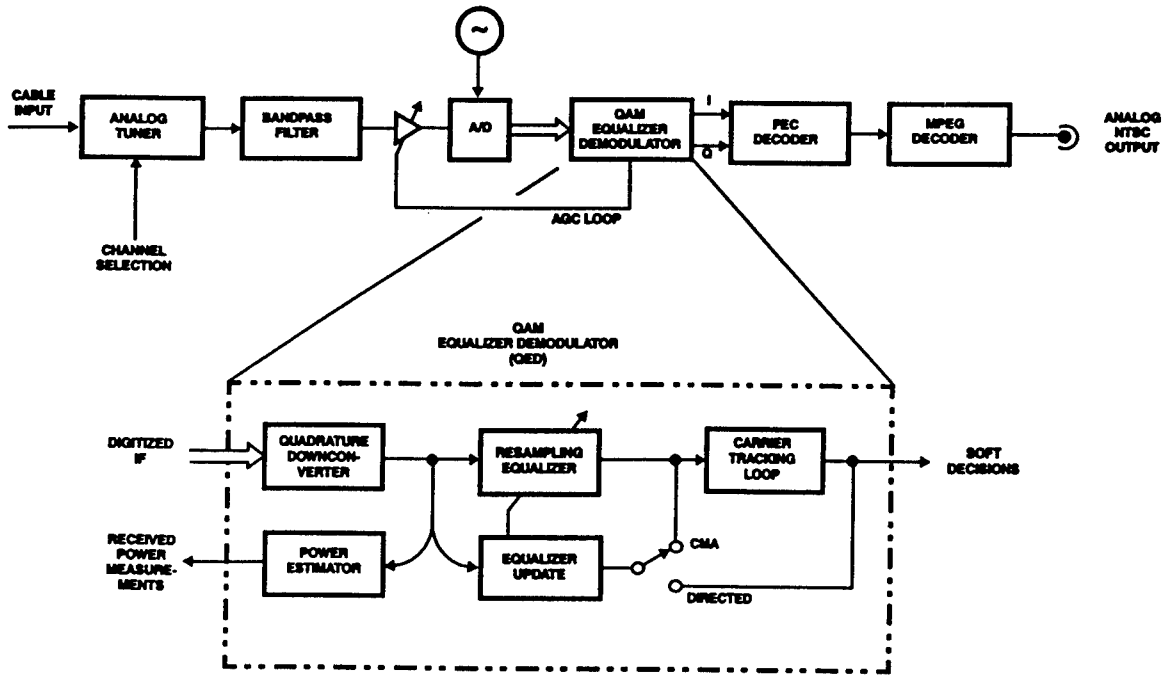 CABLE
INPUT
ANALOG
TUNER
BANDPASS
FILTER
~
A/D
QAM
EQUALIZER
DEMODULATOR
I
Q
FEC
DECODER
MPEG
DECODER
ANALOG
NTSC
OUTPUT
AGC LOOP
CHANNEL
SELECTION
QAM
EQUALIZER DEMODULATOR
(QED)
DIGITIZED
IF
QUADRATURE
DOWNCON-
VERTER
RESAMPLING
EQUALIZER
CARRIER
TRACKING
LOOP
SOFT
DECISIONS
RECEIVED
POWER
MEASURE-
MENTS
POWER
ESTIMATOR
EQUALIZER
UPDATE
CMA
DIRECTED